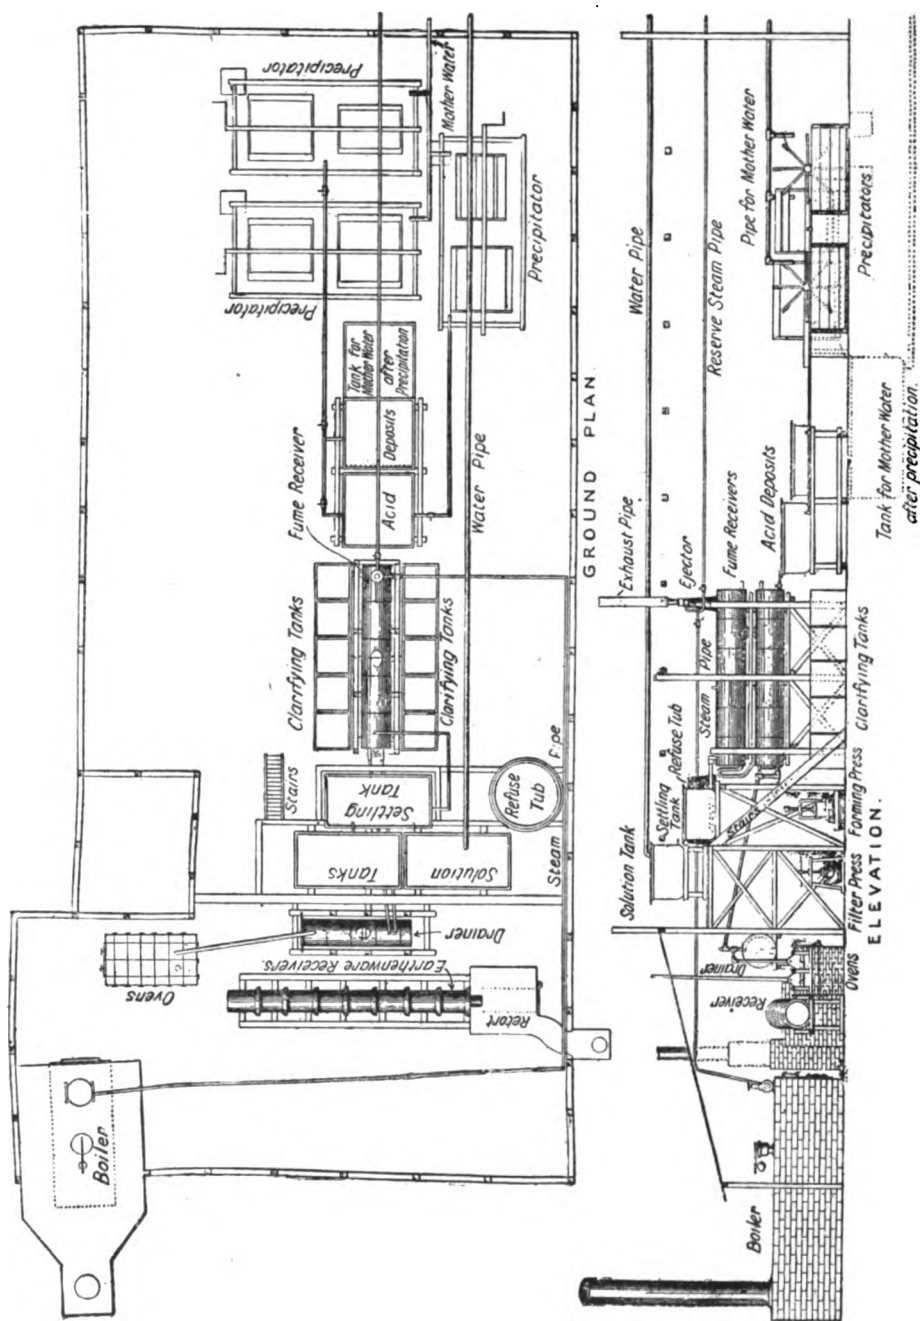 Precipitator
Mother Water
Precipitator
Precipitator
Tank for
Mother Water
after
Precipitation
Deposits
Acid
Fume Receiver
Water Pipe
Clarifying Tanks
Clarifying Tanks
Stairs
Settling
Tank
Refuse
Tub
Pipe
Steam
Tanks
Solution
Drainer
Earthenware Receivers.
Ovens
Retort
Boiler
GROUND PLAN
Pipe for Mother Water
Water Pipe
Reserve Steam Pipe
Precipitators
Exhaust Pipe
Ejector
Fume Receivers
Acid Deposits
Tank for Mother Water
after precipitation.
Steam Pipe
Refuse Tub
Settling
Tank
Solution Tank
Stairs
Clarifying Tanks
Forming Press
Filter Press
Ovens
Drainer
Receiver
Boiler
ELEVATION.